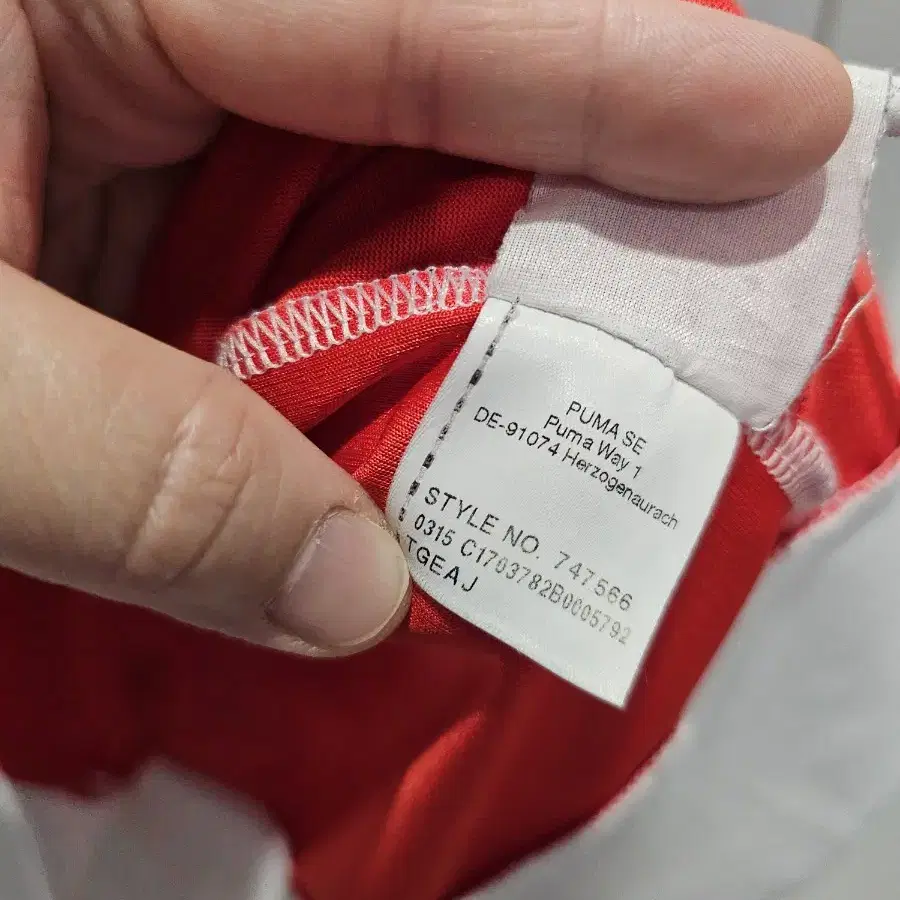 PUMA SE
Puma Way 1
DE-91074 Herzogenaurach
STYLE NO. 747566
0315 C1703782B0005792
TGEAJ